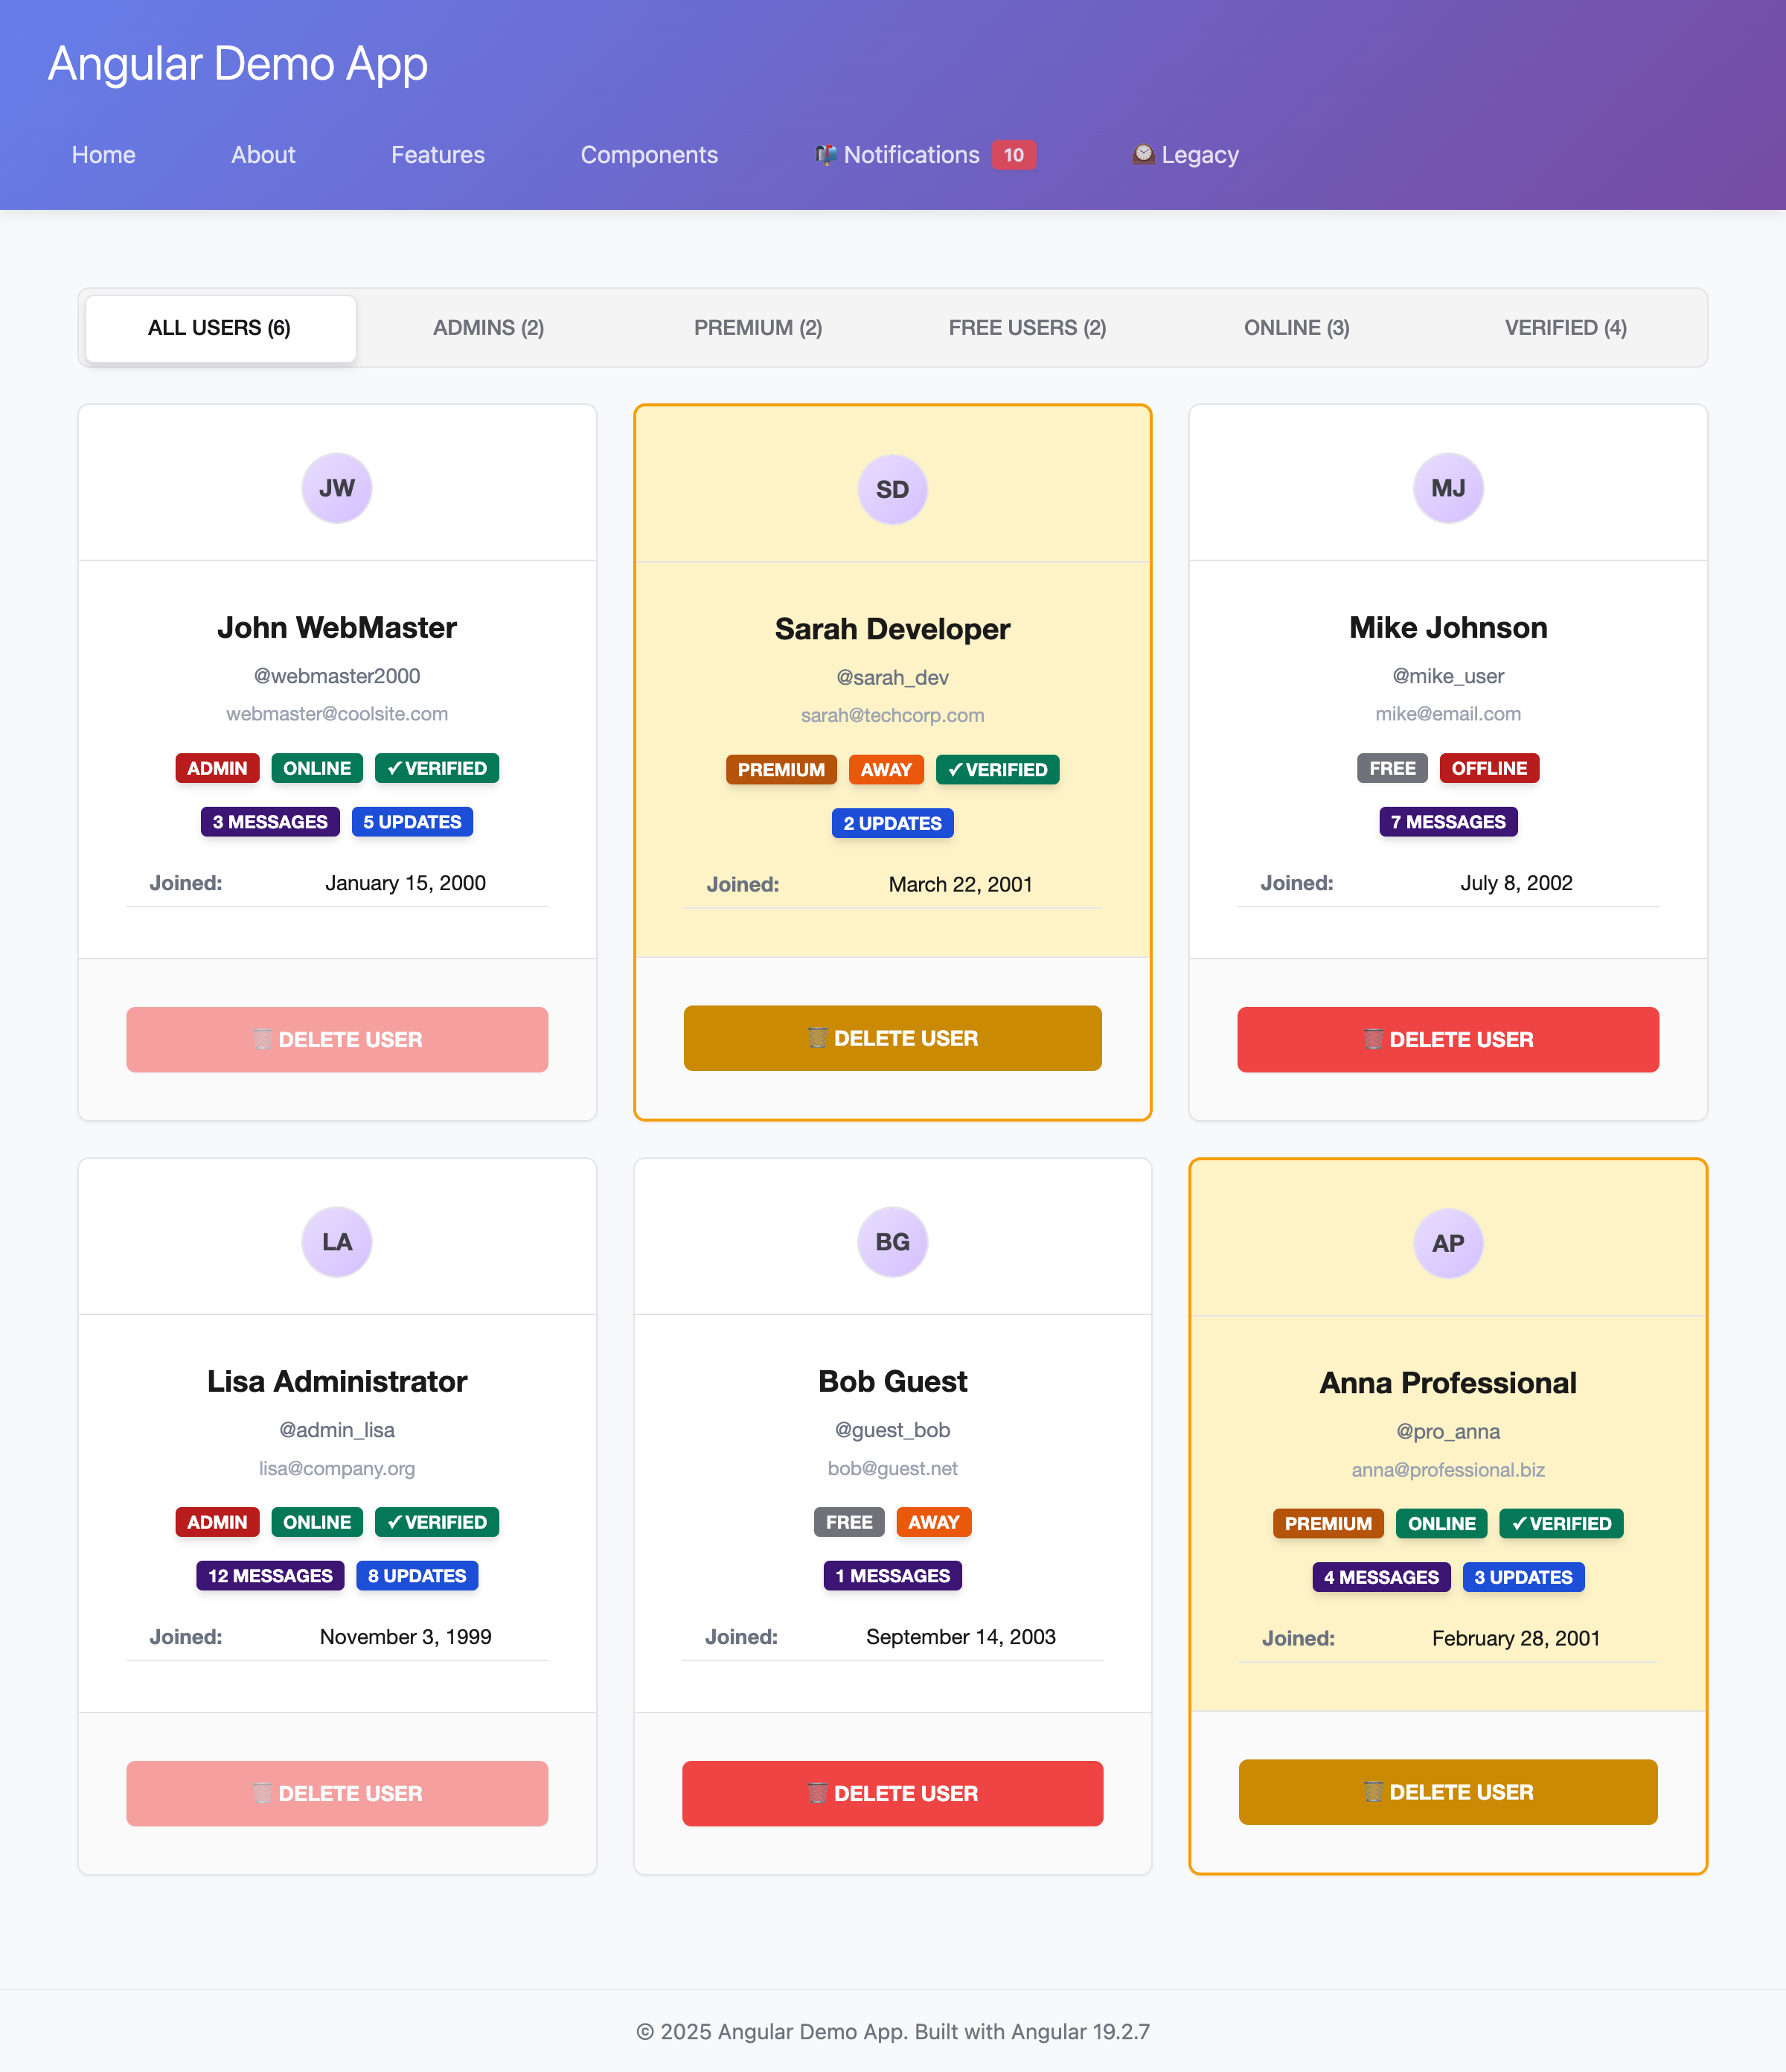 Angular Demo App
Home About Features Components 📬 Notifications 10 🕰️ Legacy
ALL USERS (6) ADMINS (2) PREMIUM (2) FREE USERS (2) ONLINE (3) VERIFIED (4)
JW
John WebMaster
@webmaster2000
webmaster@coolsite.com
ADMIN ONLINE ✓ VERIFIED
3 MESSAGES 5 UPDATES
Joined: January 15, 2000
🗑️ DELETE USER
SD
Sarah Developer
@sarah_dev
sarah@techcorp.com
PREMIUM AWAY ✓ VERIFIED
2 UPDATES
Joined: March 22, 2001
🗑️ DELETE USER
MJ
Mike Johnson
@mike_user
mike@email.com
FREE OFFLINE
7 MESSAGES
Joined: July 8, 2002
🗑️ DELETE USER
LA
Lisa Administrator
@admin_lisa
lisa@company.org
ADMIN ONLINE ✓ VERIFIED
12 MESSAGES 8 UPDATES
Joined: November 3, 1999
🗑️ DELETE USER
BG
Bob Guest
@guest_bob
bob@guest.net
FREE AWAY
1 MESSAGES
Joined: September 14, 2003
🗑️ DELETE USER
AP
Anna Professional
@pro_anna
anna@professional.biz
PREMIUM ONLINE ✓ VERIFIED
4 MESSAGES 3 UPDATES
Joined: February 28, 2001
🗑️ DELETE USER
© 2025 Angular Demo App. Built with Angular 19.2.7